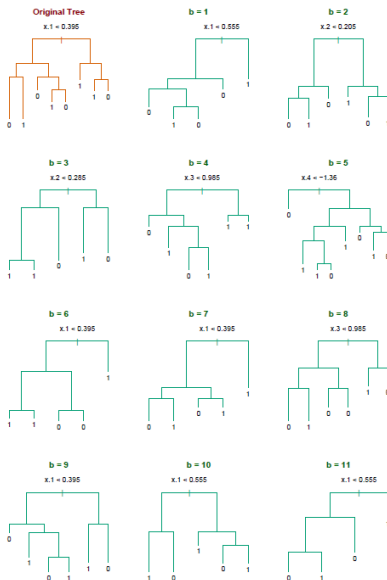 Original Tree
x.1 < 0.395
0 1
0
1 0
1
1 0
b = 1
x.1 < 0.555
0
1 0
0
1
b = 2
x.2 < 0.205
0 1
0 1
0
b = 3
x.2 < 0.285
1 1
0
1 0
b = 4
x.3 < 0.985
0
1
0 1
1 1
b = 5
x.4 < −1.36
0
1
1 0
1
0
1
b = 6
x.1 < 0.395
1 1 0 0
1
b = 7
x.1 < 0.395
0 1
0 1
1
b = 8
x.3 < 0.985
0 1
0 0
1
b = 9
x.1 < 0.395
0
1
0 1
1 0
b = 10
x.1 < 0.555
1 0
1
0 1
b = 11
x.1 < 0.555
0 1
0